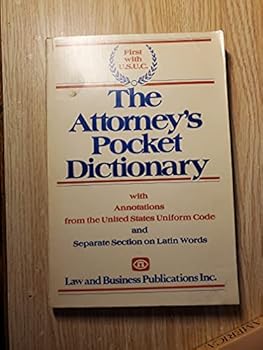 First
with
U.S.U.C.
The
Attorney's
Pocket
Dictionary
with
Annotations
from the United States Uniform Code
and
Separate Section on Latin Words
Law and Business Publications Inc.
AMERICA